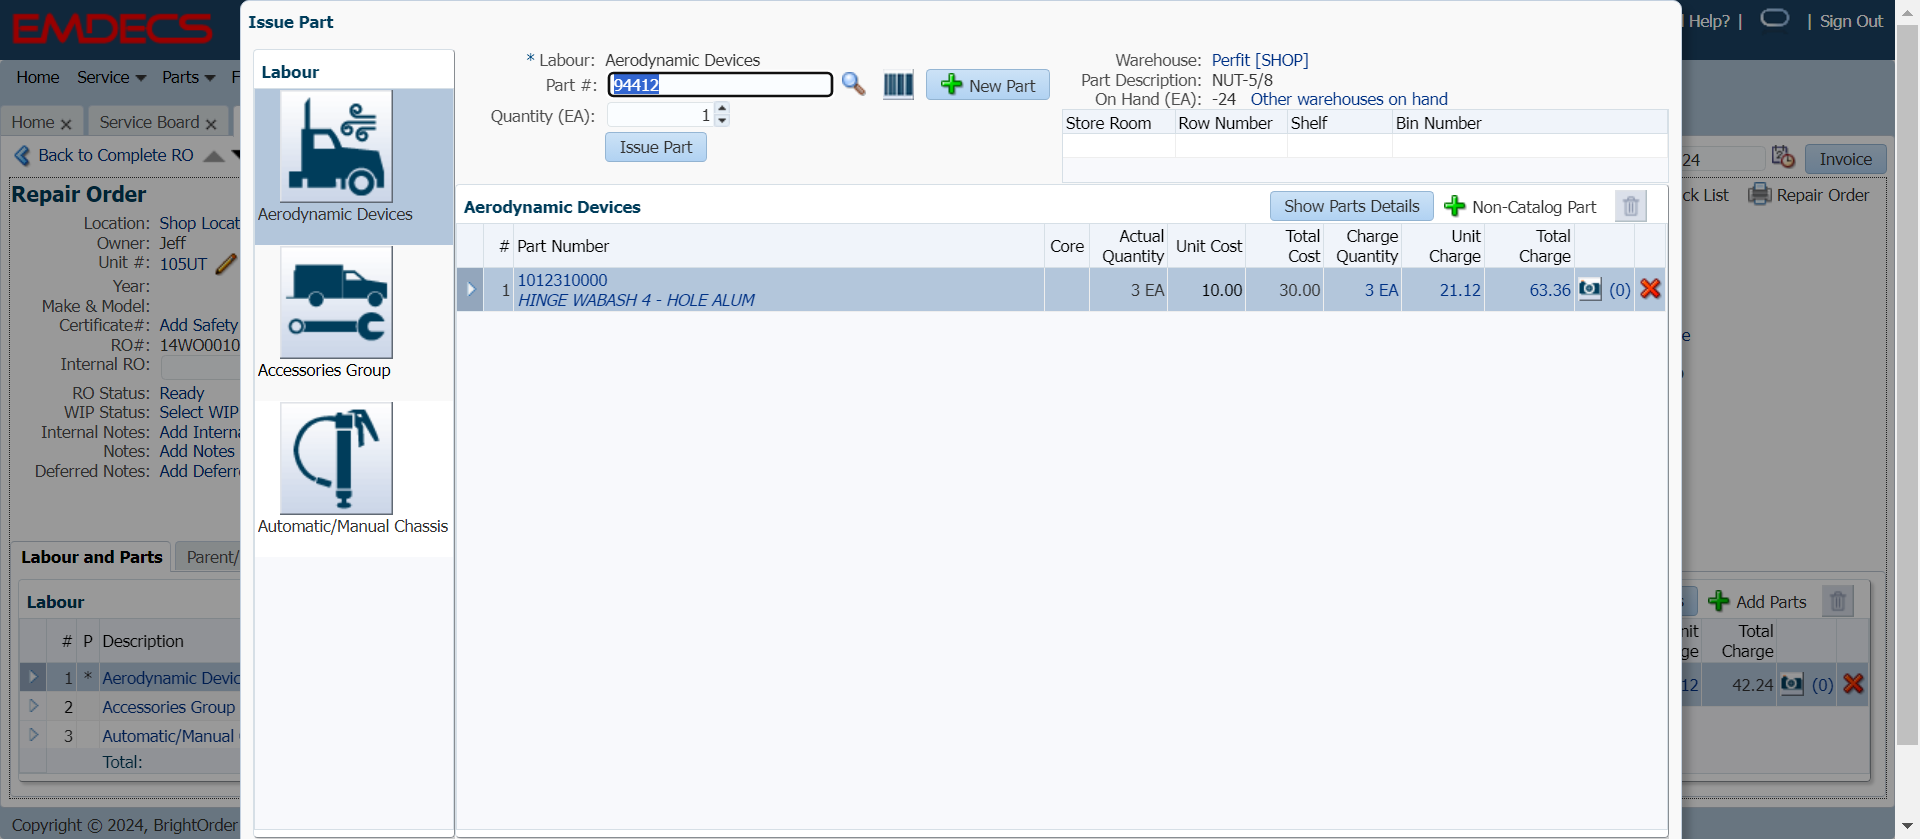 EMDECS
Help? |
| Sign Out
Home Service Parts F
Home
Service Board
Back to Complete RO
24
Invoice
Repair Order
ck List
Repair Order
Location: Shop Locat
Owner: Jeff
Unit #: 105UT
Year:
Make & Model:
Certificate#: Add Safety
RO#: 14WO0010
Internal RO:
RO Status: Ready
WIP Status: Select WIP
Internal Notes: Add Interna
Notes: Add Notes
Deferred Notes: Add Deferre
Labour and Parts
Parent/
Labour
# P Description
1 * Aerodynamic Devic
2 Accessories Group
3 Automatic/Manual
Total:
Add Parts
Total
Charge
12 42.24 (0)
Copyright © 2024, BrightOrder
Issue Part
Labour
Aerodynamic Devices
Accessories Group
Automatic/Manual Chassis
* Labour: Aerodynamic Devices
Part #: 94412
New Part
Quantity (EA): 1
Issue Part
Warehouse: Perfit [SHOP]
Part Description: NUT-5/8
On Hand (EA): -24 Other warehouses on hand
Store Room Row Number Shelf Bin Number
Aerodynamic Devices
Show Parts Details
Non-Catalog Part
# Part Number Core Actual Quantity Unit Cost Total Cost Charge Quantity Unit Charge Total Charge
1 1012310000 3 EA 10.00 30.00 3 EA 21.12 63.36 (0)
HINGE WABASH 4 - HOLE ALUM